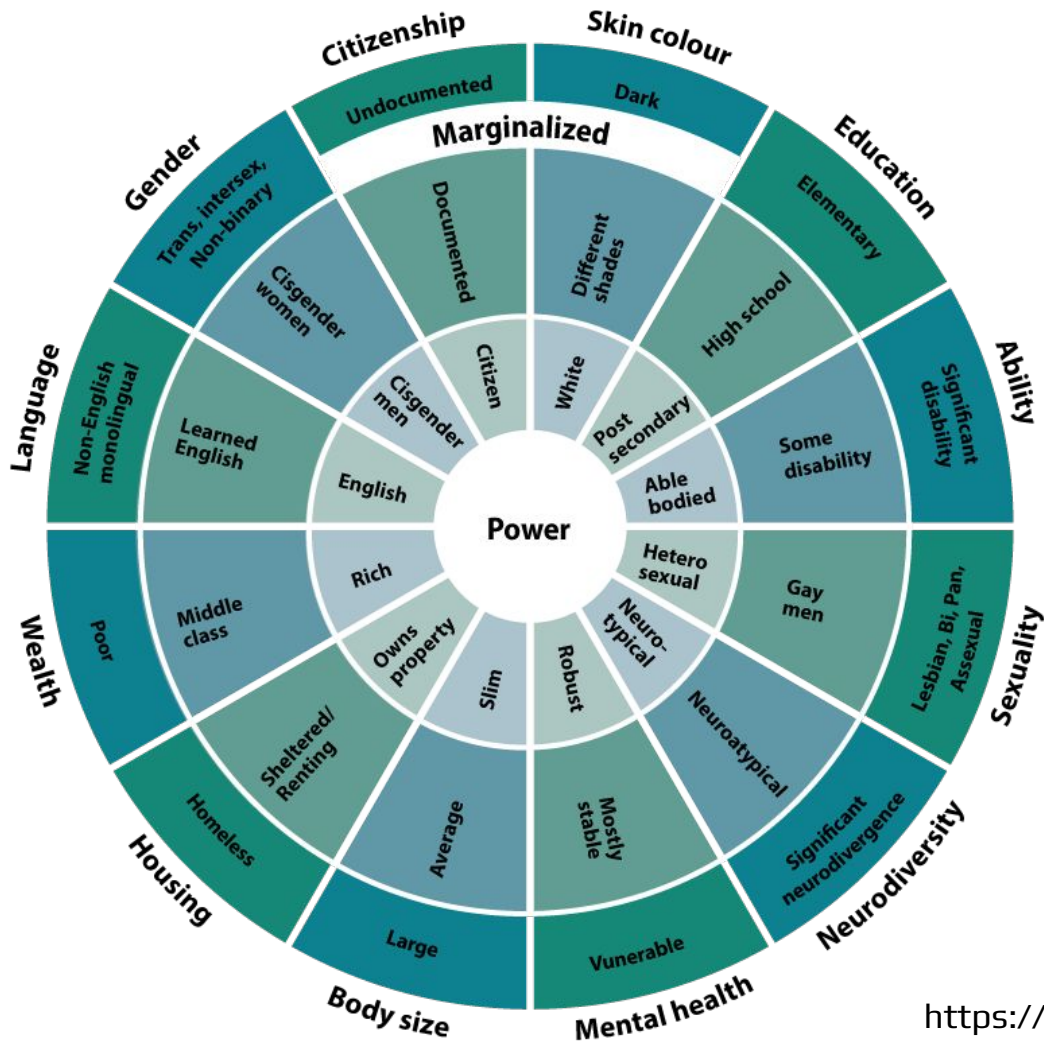 Citizenship
Undocumented
Documented
Citizen
Skin colour
Dark
Different
shades
White
Marginalized
Education
Elementary
High school
Post
secondary
Ability
Significant
disability
Some
disability
Able
bodied
Sexuality
Lesbian, Bi, Pan,
Assexual
Gay
men
Hetero
sexual
Neurodiversity
Significant
neurodivergence
Neuroatypical
Neuro-
typical
Mental health
Vunerable
Mostly
stable
Robust
Body size
Large
Average
Slim
Housing
Homeless
Sheltered/
Renting
Owns
property
Wealth
Poor
Middle
class
Rich
Language
Non-English
monolingual
Learned
English
English
Gender
Trans, intersex,
Non-binary
Cisgender
women
Cisgender
men
Power
https://